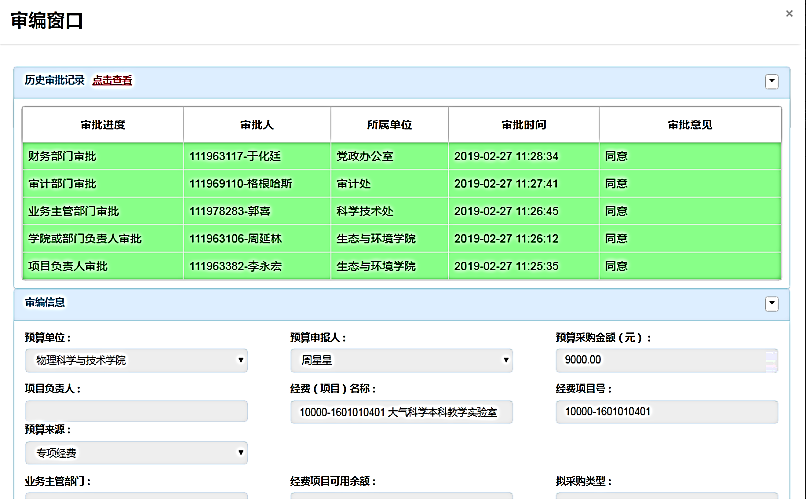 审编窗口
×
历史审批记录 点击查看
审批进度 审批人 所属单位 审批时间 审批意见
财务部门审批 111963117-于化廷 党政办公室 2019-02-27 11:28:34 同意
审计部门审批 111969110-格根哈斯 审计处 2019-02-27 11:27:41 同意
业务主管部门审批 111978283-郭喜 科学技术处 2019-02-27 11:26:45 同意
学院或部门负责人审批 111963106-周延林 生态与环境学院 2019-02-27 11:26:12 同意
项目负责人审批 111963382-李永宏 生态与环境学院 2019-02-27 11:25:35 同意
审编信息
预算单位： 预算申报人： 预算采购金额（元）：
物理科学与技术学院 周星星 9000.00
项目负责人： 经费（项目）名称： 经费项目号：
10000-1601010401 大气科学本科教学实验室 10000-1601010401
预算来源：
专项经费
业务主管部门： 经费项目可用余额： 拟采购类型：